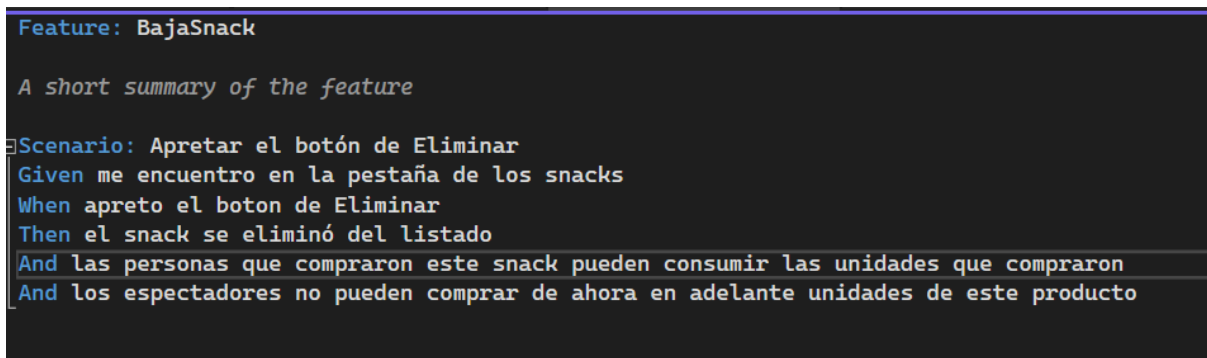 Feature: BajaSnack
A short summary of the feature
Scenario: Apretar el botón de Eliminar
Given me encuentro en la pestaña de los snacks
When apreto el boton de Eliminar
Then el snack se eliminó del listado
And las personas que compraron este snack pueden consumir las unidades que compraron
And los espectadores no pueden comprar de ahora en adelante unidades de este producto